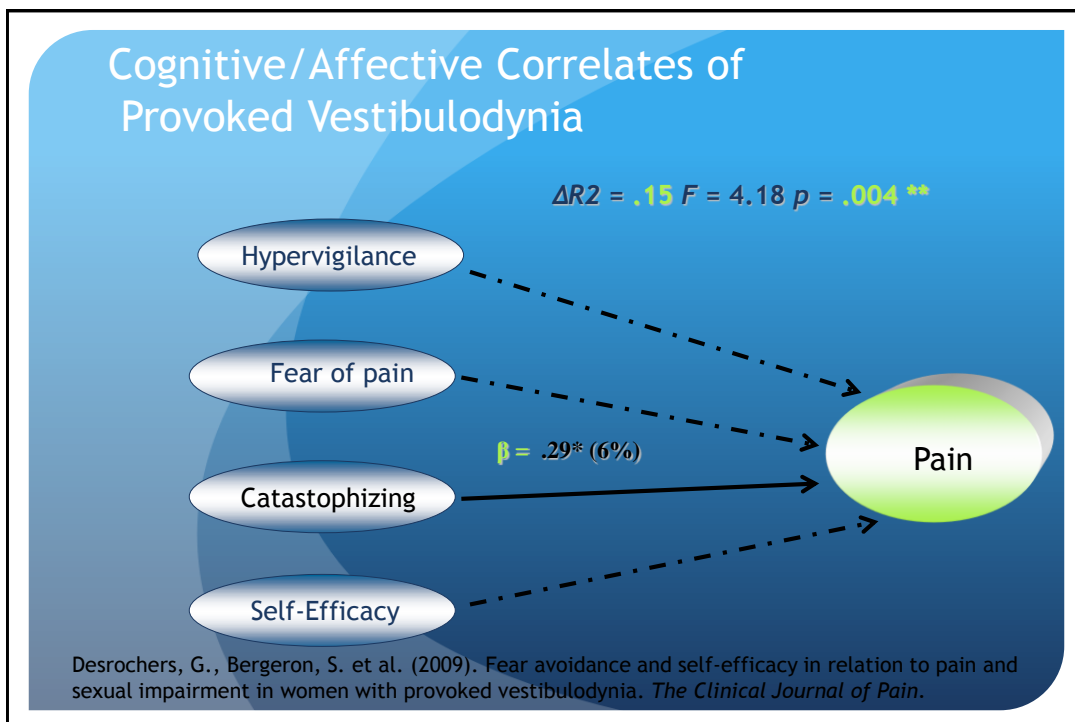 Cognitive/Affective Correlates of
Provoked Vestibulodynia
ΔR2 = .15 F = 4.18 p = .004 **
Hypervigilance
Fear of pain
β = .29* (6%)
Pain
Catastophizing
Self-Efficacy
Desrochers, G., Bergeron, S. et al. (2009). Fear avoidance and self-efficacy in relation to pain and
sexual impairment in women with provoked vestibulodynia. The Clinical Journal of Pain.